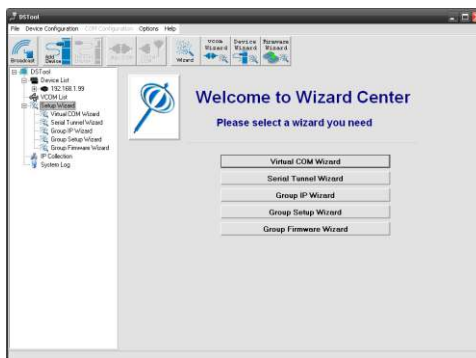 DSTool
File Device Configuration COM Configuration Options Help
Broadcast
Add Device
Wizard
VCOM Wizard
Device Wizard
Firmware Wizard
DSTool
Device List
192.168.1.99
VCOM List
Setup Wizard
Virtual COM Wizard
Serial Tunnel Wizard
Group IP Wizard
Group Setup Wizard
Group Firmware Wizard
IP Collection
System Log
Welcome to Wizard Center
Please select a wizard you need
Virtual COM Wizard
Serial Tunnel Wizard
Group IP Wizard
Group Setup Wizard
Group Firmware Wizard